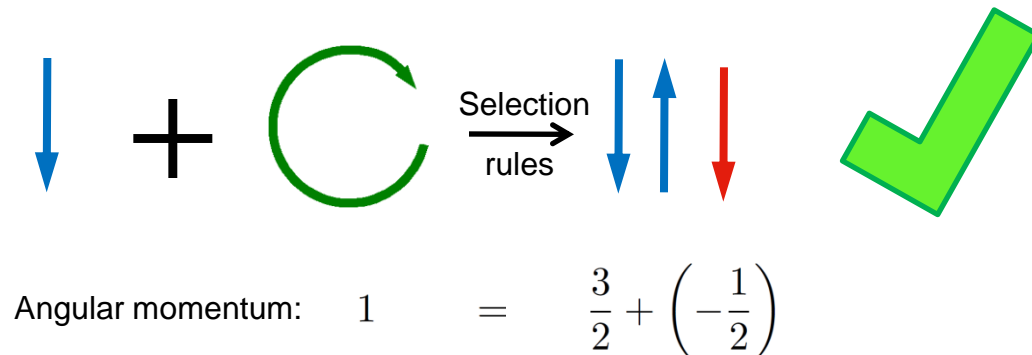 +
Selection
rules
Angular momentum: 1 = 3/2 + (-1/2)